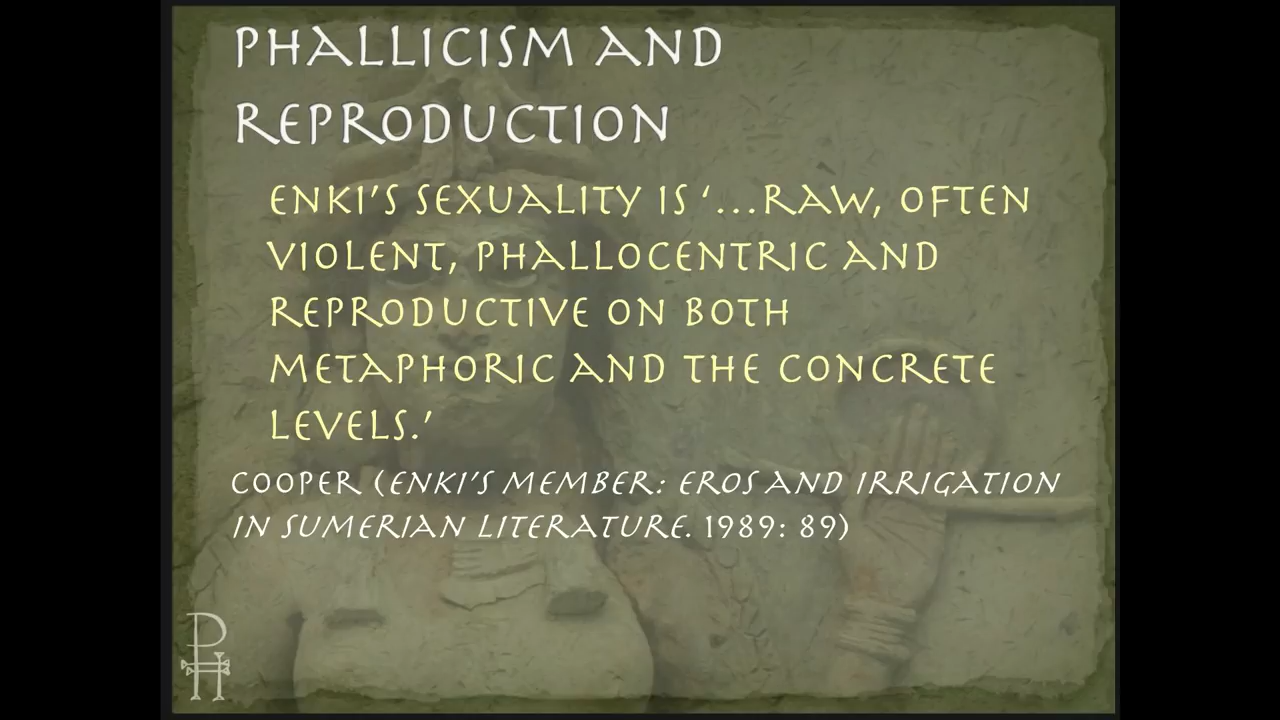 PHALLICISM AND
REPRODUCTION
ENKI'S SEXUALITY IS '...RAW, OFTEN
VIOLENT, PHALLOCENTRIC AND
REPRODUCTIVE ON BOTH
METAPHORIC AND THE CONCRETE
LEVELS.'
COOPER (ENKI'S MEMBER: EROS AND IRRIGATION
IN SUMERIAN LITERATURE. 1989: 89)
PH